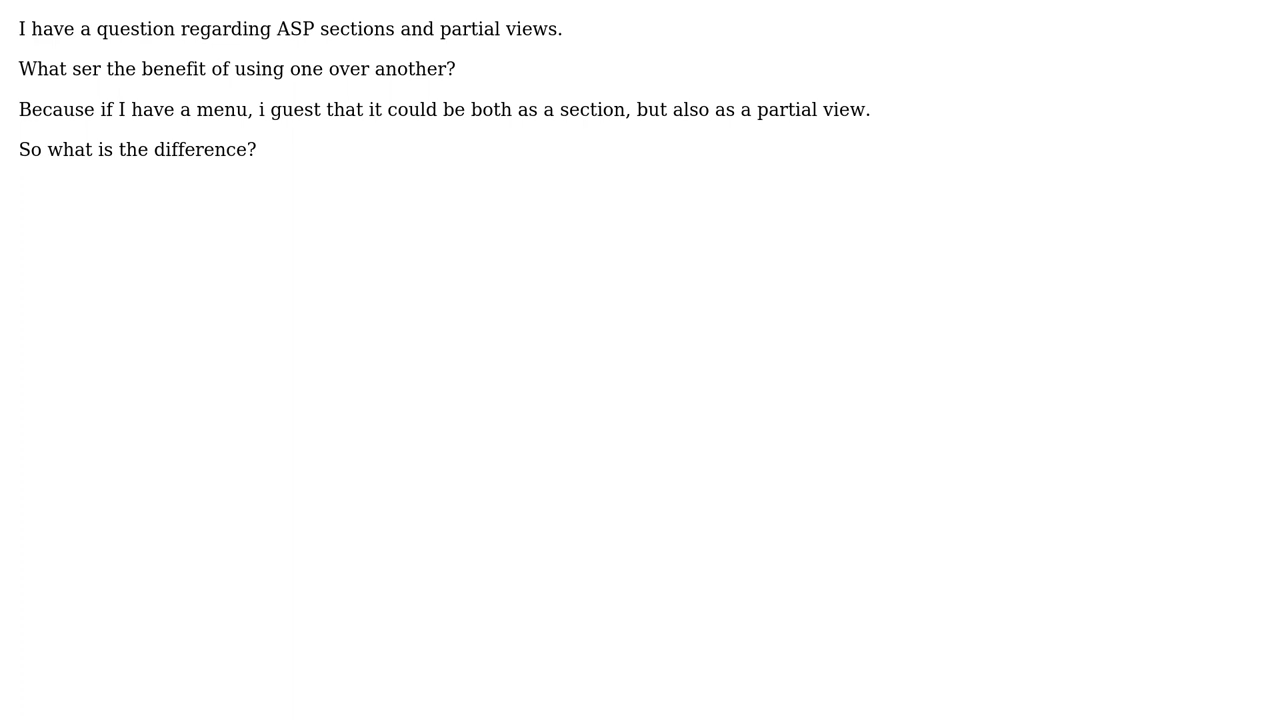 I have a question regarding ASP sections and partial views.
What ser the benefit of using one over another?
Because if I have a menu, i guest that it could be both as a section, but also as a partial view.
So what is the difference?